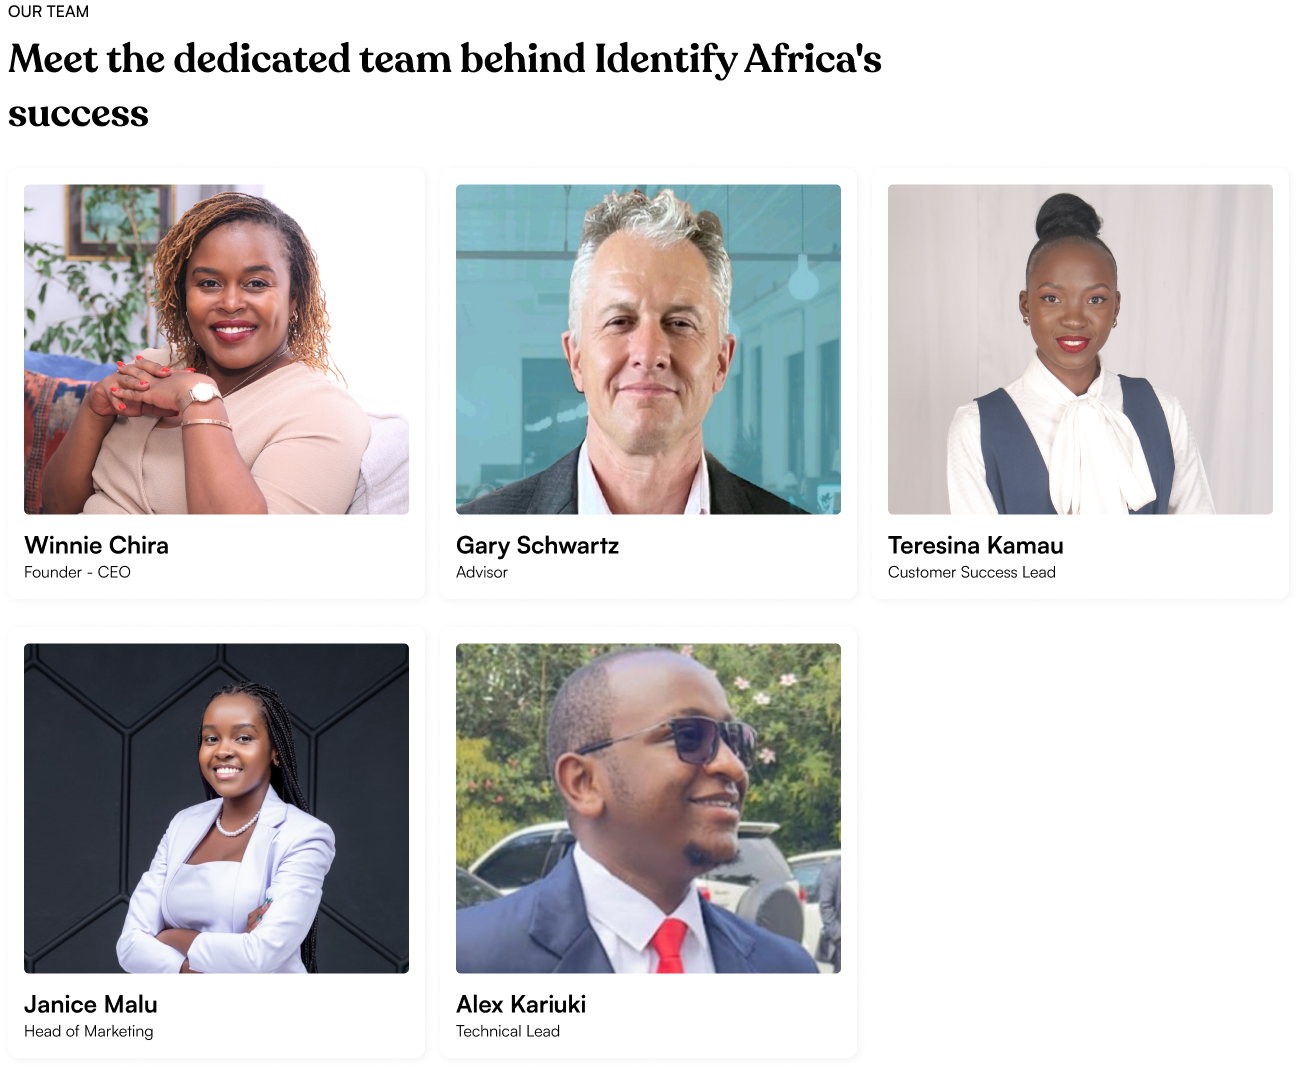 OUR TEAM
Meet the dedicated team behind Identify Africa's
success
Winnie Chira
Founder - CEO
Gary Schwartz
Advisor
Teresina Kamau
Customer Success Lead
Janice Malu
Head of Marketing
Alex Kariuki
Technical Lead